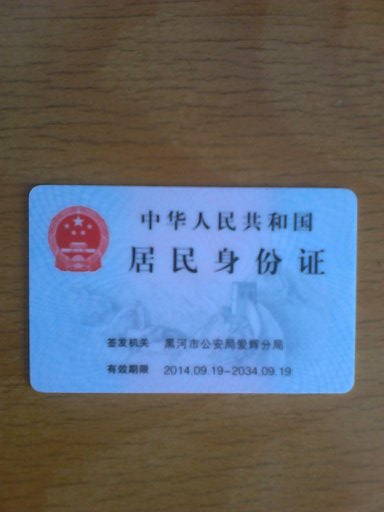 中华人民共和国
居民身份证
签发机关 黑河市公安局爱辉分局
有效期限 2014.09.19-2034.09.19